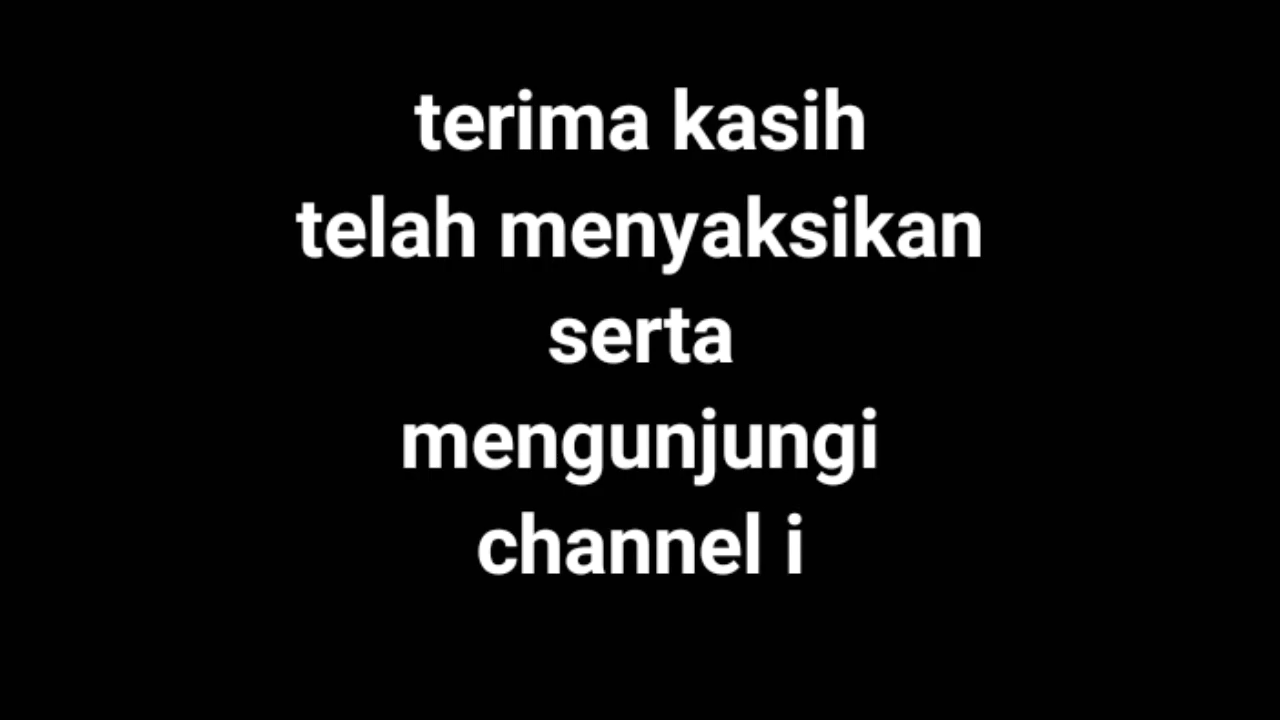 terima kasih
telah menyaksikan
serta
mengunjungi
channel i